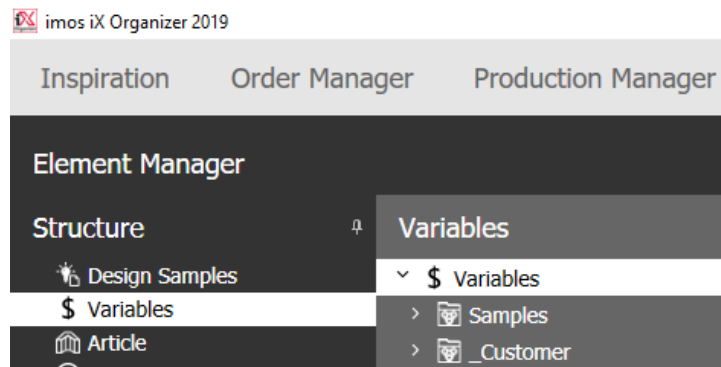 imos iX Organizer 2019
Inspiration Order Manager Production Manager
Element Manager
Structure
Design Samples
$ Variables
Article
Variables
$ Variables
Samples
_Customer